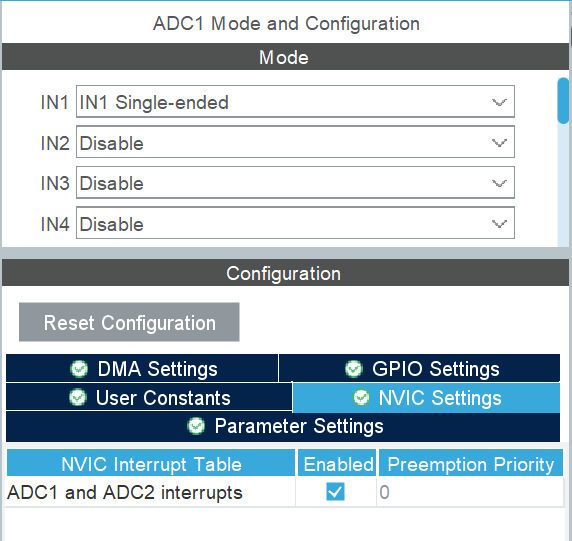 ADC1 Mode and Configuration
Mode
IN1 IN1 Single-ended
IN2 Disable
IN3 Disable
IN4 Disable
Configuration
Reset Configuration
DMA Settings GPIO Settings
User Constants NVIC Settings
Parameter Settings
NVIC Interrupt Table Enabled Preemption Priority
ADC1 and ADC2 interrupts 0